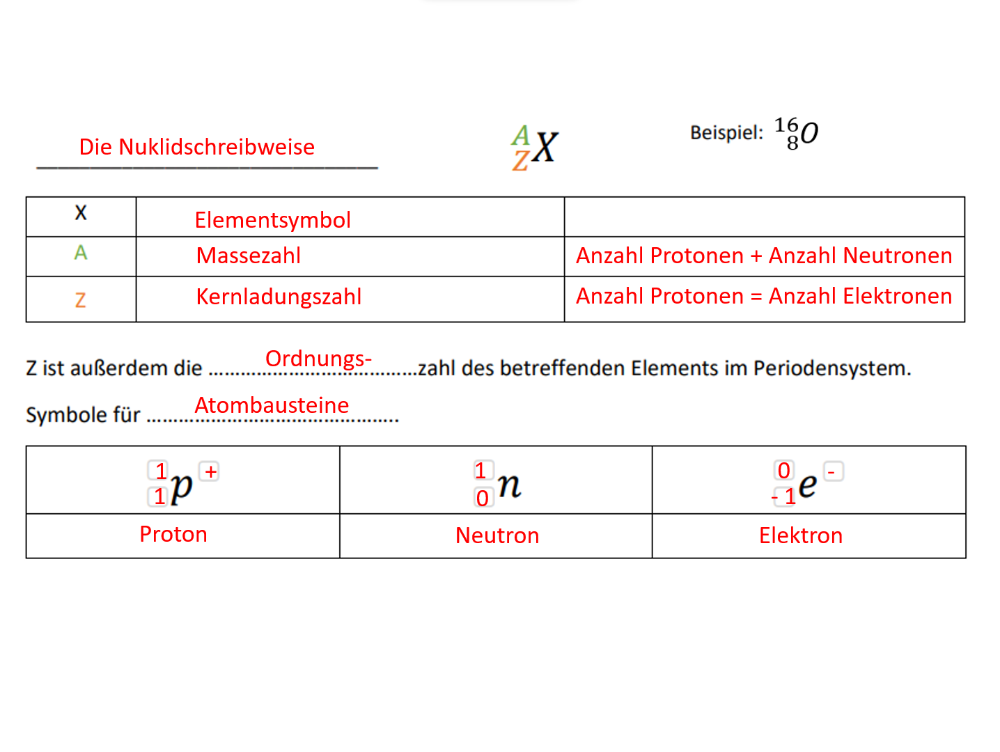 Die Nuklidschreibweise
A
Z X
Beispiel: 16
8 O
X Elementsymbol
A Massezahl Anzahl Protonen + Anzahl Neutronen
Z Kernladungszahl Anzahl Protonen = Anzahl Elektronen
Z ist außerdem die ……Ordnungs-……zahl des betreffenden Elements im Periodensystem.
Symbole für ……Atombausteine……
1 1 p + 1 0 n 0 - 1 e -
Proton Neutron Elektron